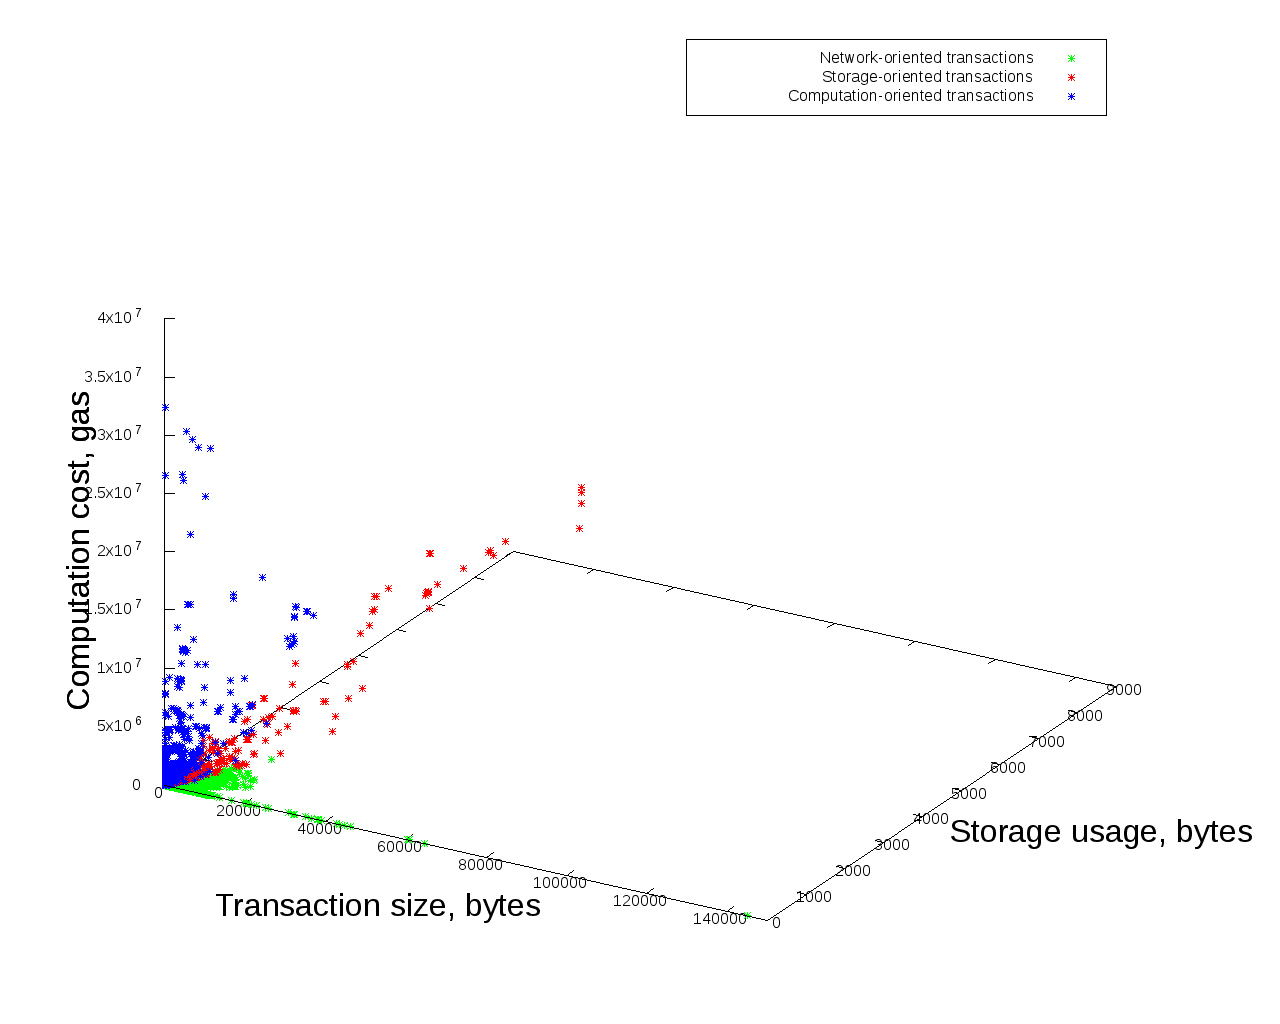 Network-oriented transactions
Storage-oriented transactions
Computation-oriented transactions
4x10^7
3.5x10^7
3x10^7
2.5x10^7
2x10^7
1.5x10^7
1x10^7
5x10^6
0
Computation cost, gas
0
20000
40000
60000
80000
100000
120000
140000
Transaction size, bytes
0
1000
2000
3000
4000
5000
6000
7000
8000
9000
Storage usage, bytes